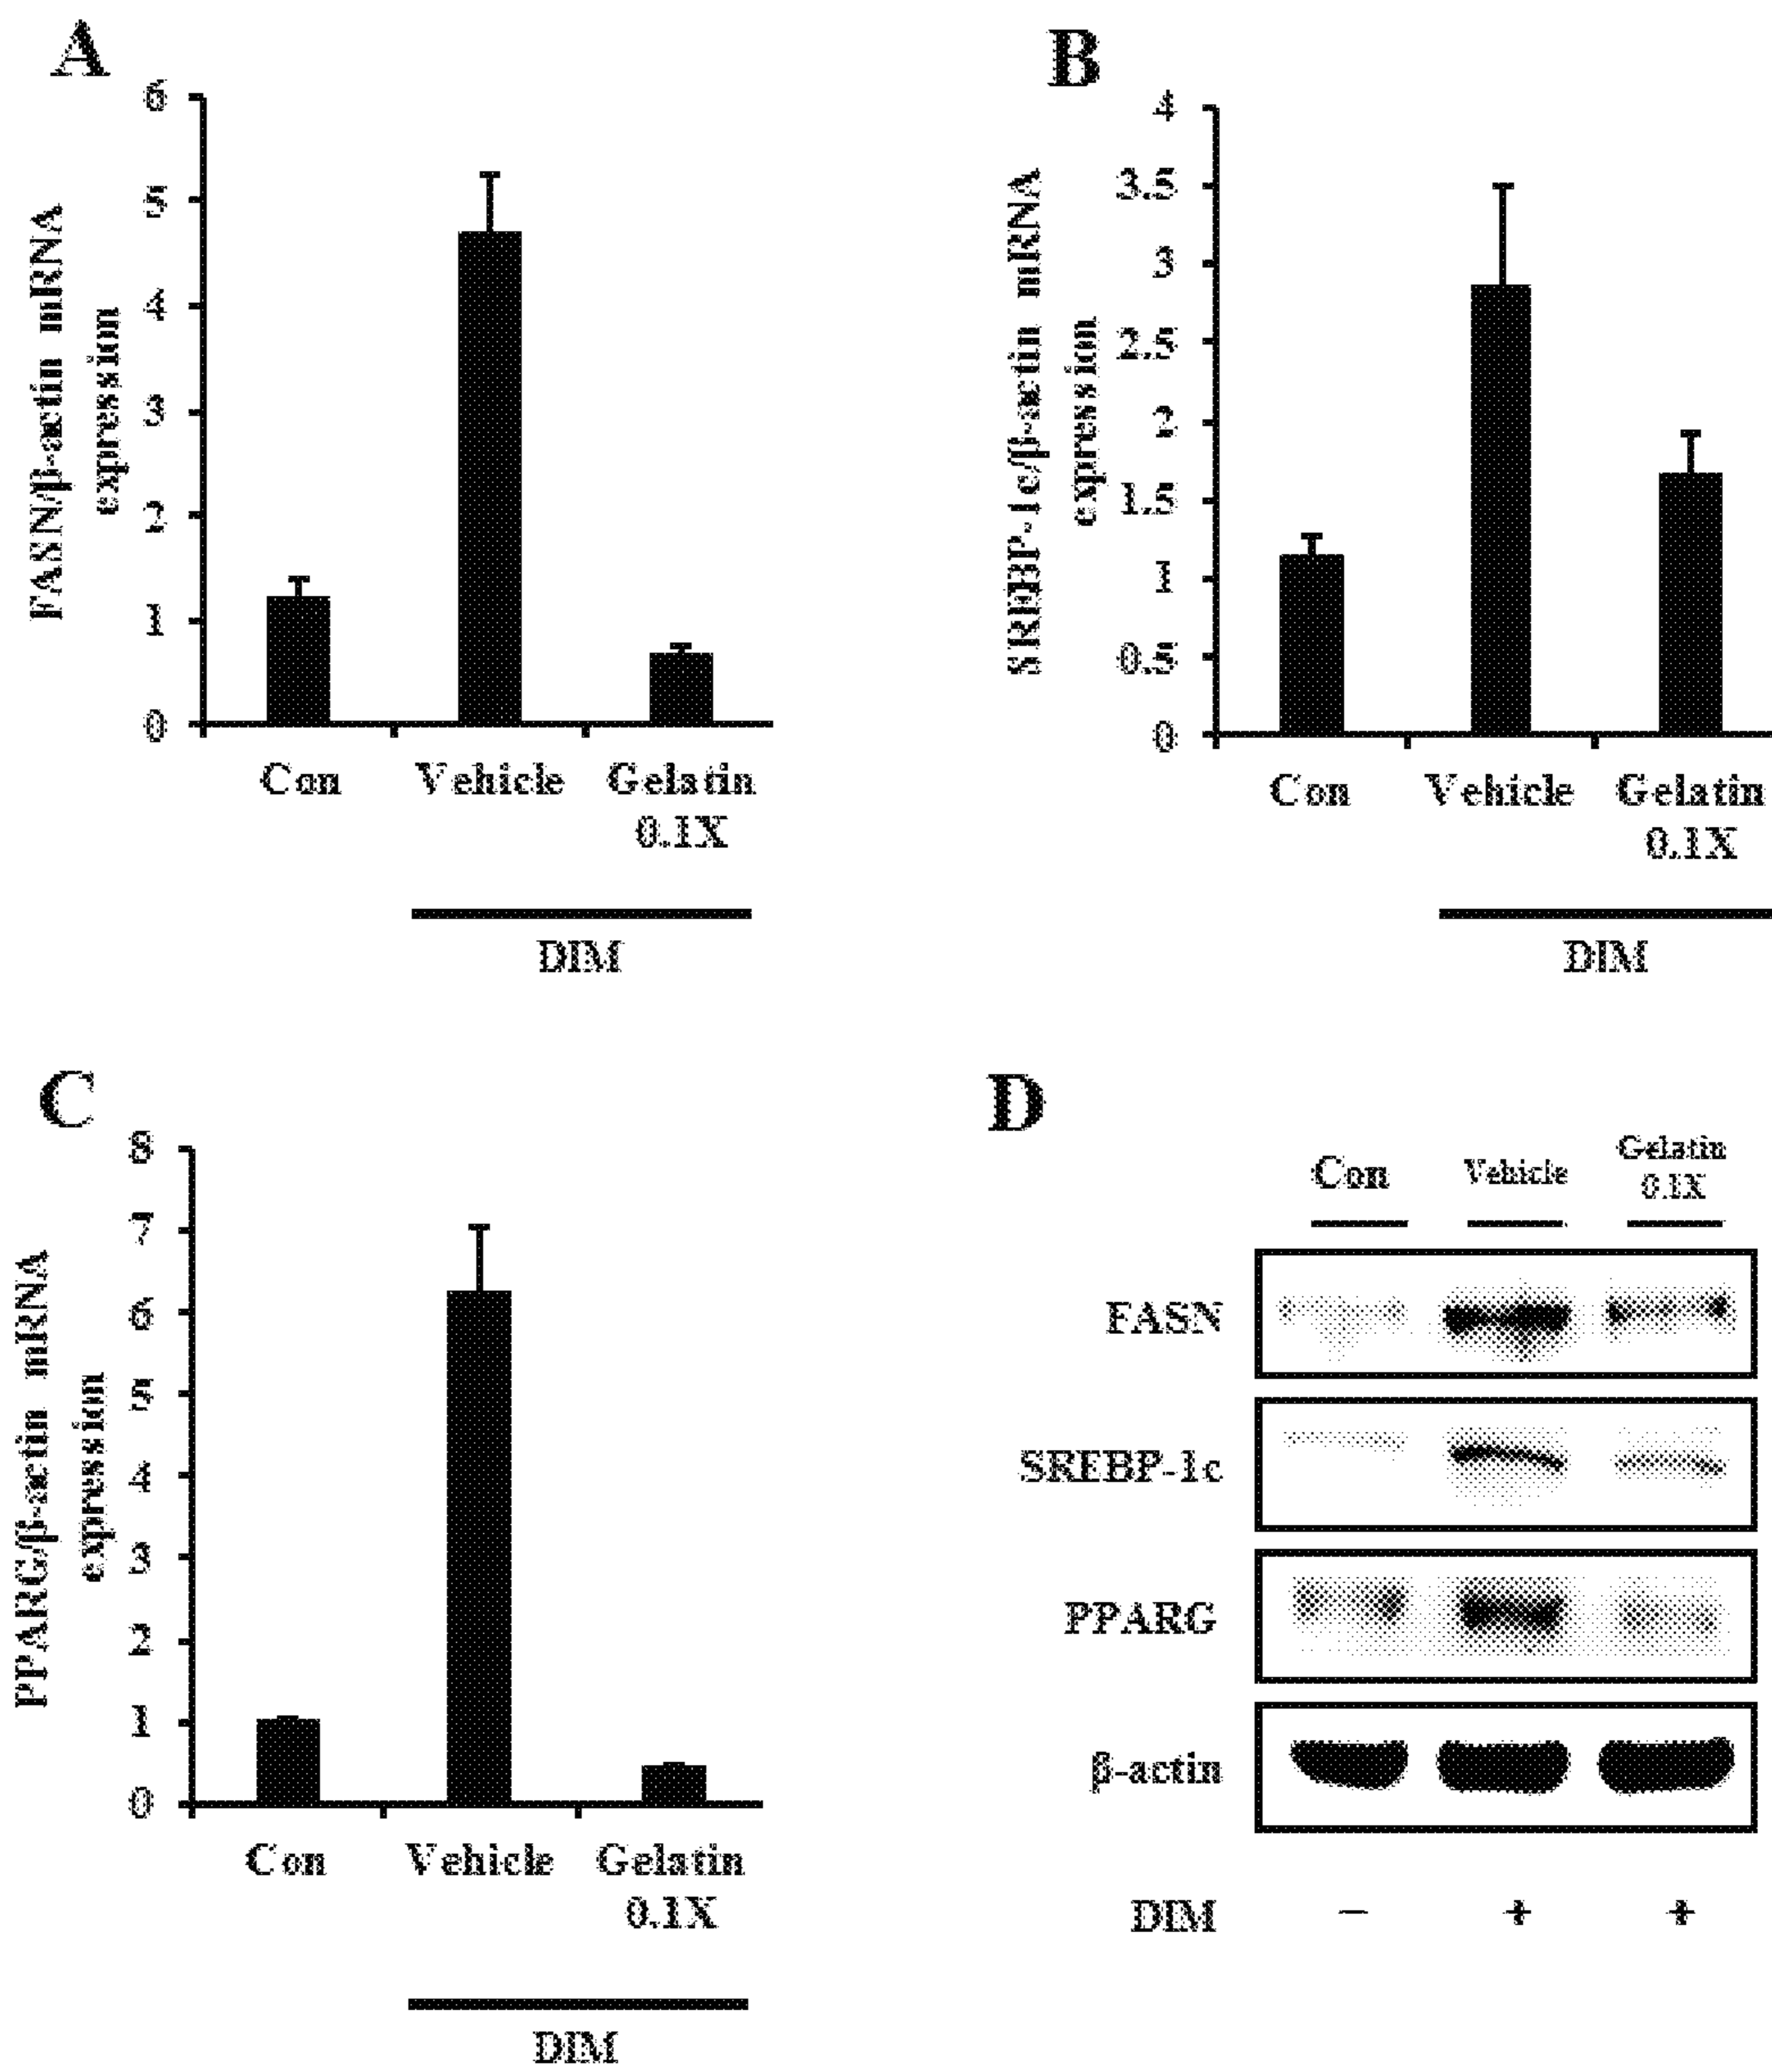 A
FASN/β-actin mRNA
expression
6
5
4
3
2
1
0
Con
Vehicle
Gelatin
0.1X
DIM
B
SREBP-1c/β-actin mRNA
expression
4
3.5
3
2.5
2
1.5
1
0.5
0
Con
Vehicle
Gelatin
0.1X
DIM
C
PPARG/β-actin mRNA
expression
8
7
6
5
4
3
2
1
0
Con
Vehicle
Gelatin
0.1X
DIM
D
Con
Vehicle
Gelatin
0.1X
FASN
SREBP-1c
PPARG
β-actin
DIM − + +